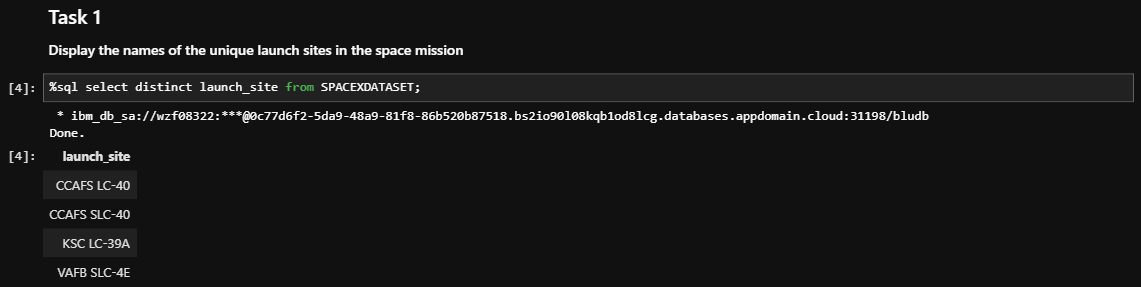 Task 1
Display the names of the unique launch sites in the space mission
[4]: %sql select distinct launch_site from SPACEXDATASET;
* ibm_db_sa://wzf08322:***@0c77d6f2-5da9-48a9-81f8-86b520b87518.bs2io90l08kqb1od8lcg.databases.appdomain.cloud:31198/bludb
Done.
[4]: launch_site
CCAFS LC-40
CCAFS SLC-40
KSC LC-39A
VAFB SLC-4E